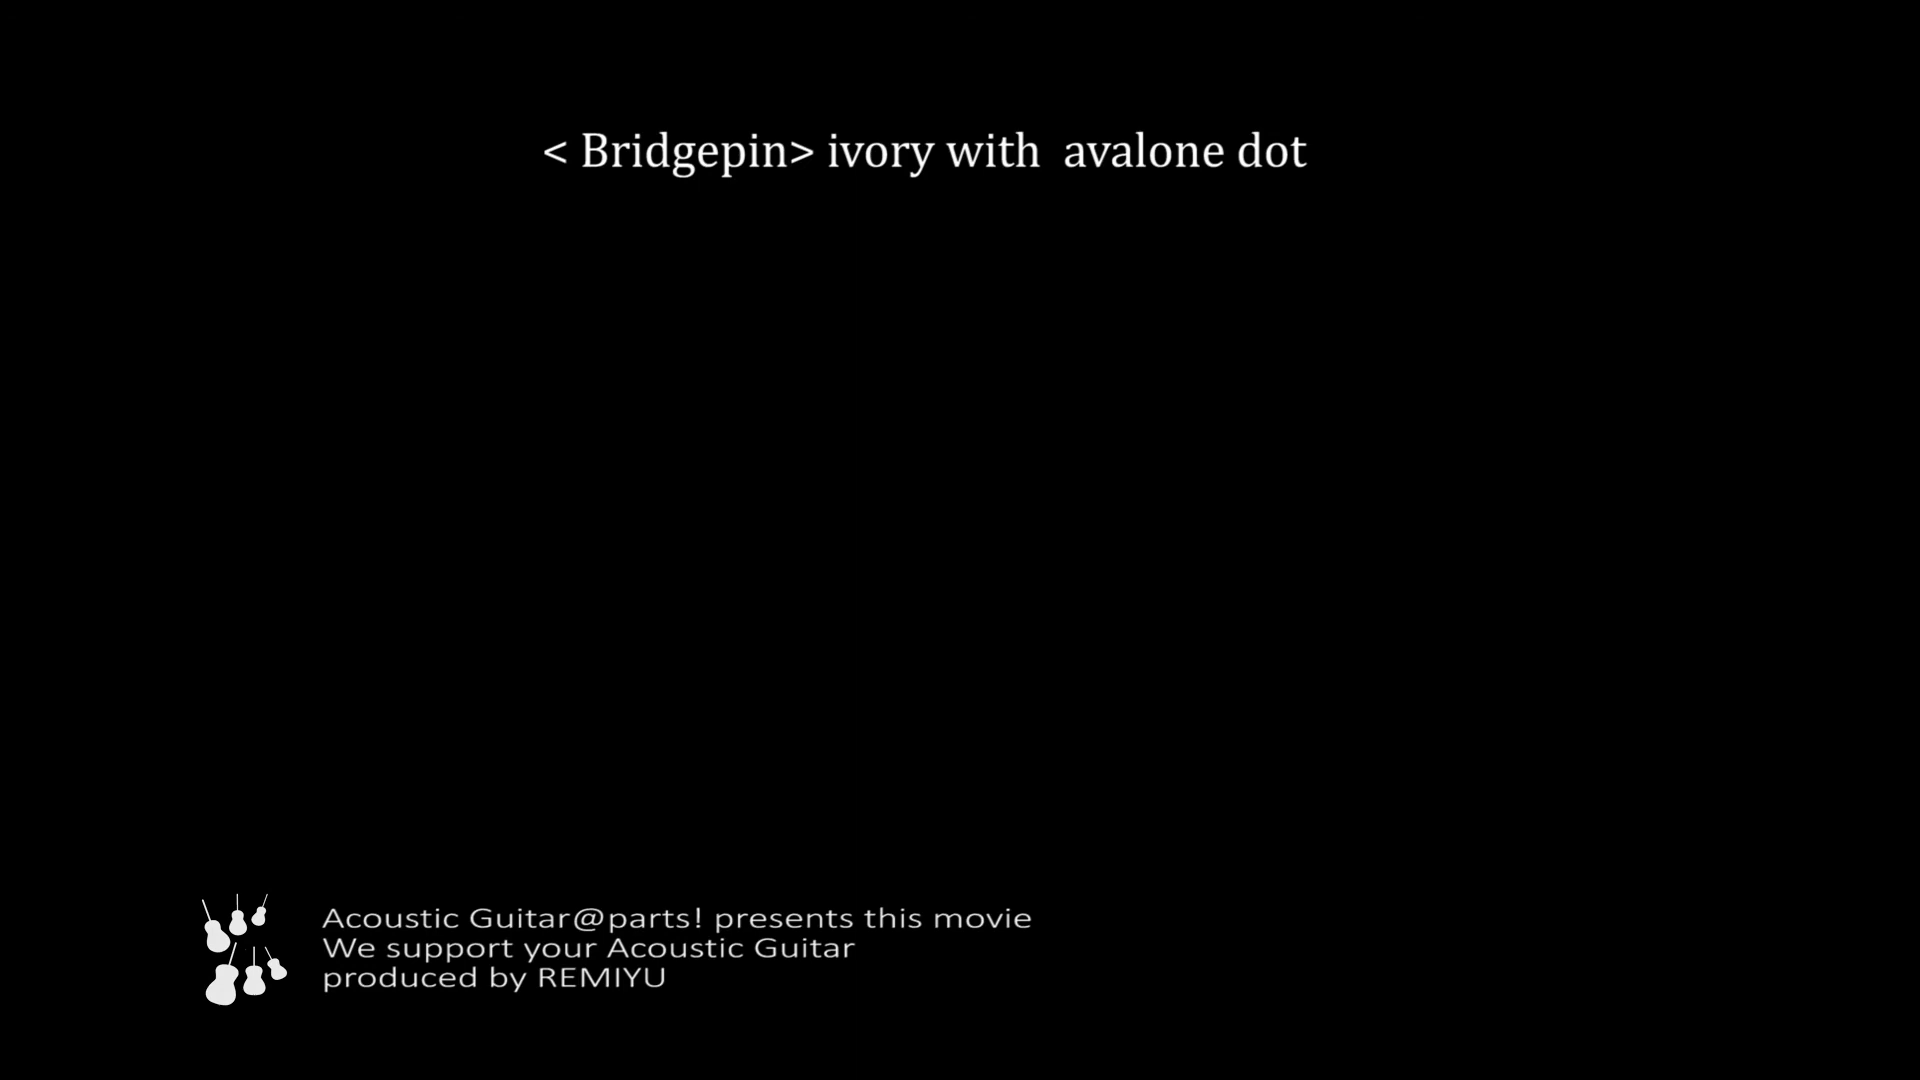 < Bridgepin> ivory with  avalone dot
Acoustic Guitar@parts! presents this movie
We support your Acoustic Guitar
produced by REMIYU